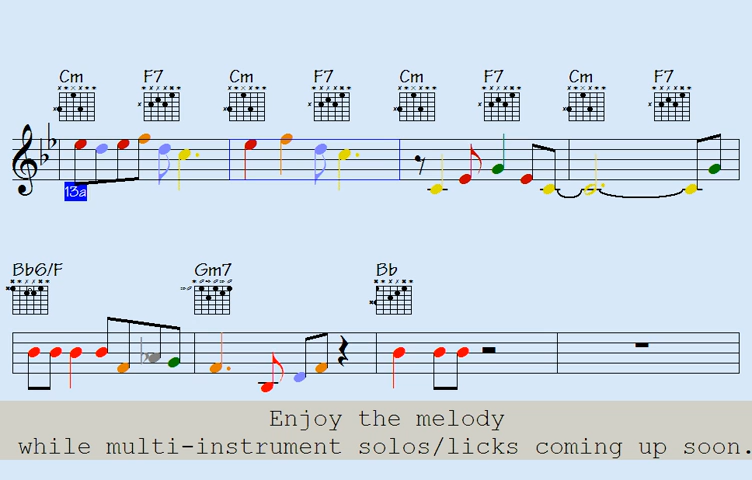 Cm F7 Cm F7 Cm F7 Cm F7
13a
Bb6/F Gm7 Bb
Enjoy the melody
while multi-instrument solos/licks coming up soon.